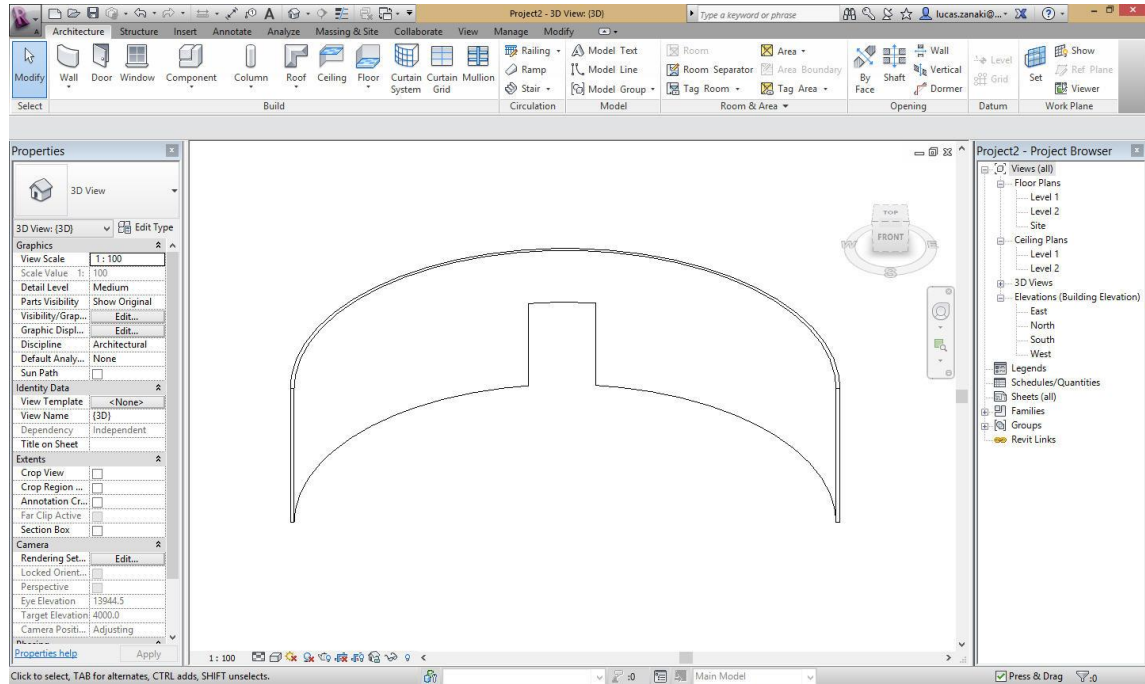 Project2 - 3D View: {3D}
Type a keyword or phrase
lucas.zanaki@...
Architecture Structure Insert Annotate Analyze Massing & Site Collaborate View Manage Modify
Modify Wall Door Window Component Column Roof Ceiling Floor Curtain System Curtain Grid Mullion
Railing
Ramp
Stair
Model Text
Model Line
Model Group
Room
Room Separator
Tag Room
Area
Area Boundary
Tag Area
By Face
Shaft
Wall
Vertical
Dormer
Level
Grid
Set
Show
Ref Plane
Viewer
Select Build Circulation Model Room & Area Opening Datum Work Plane
Properties
3D View
3D View: {3D} Edit Type
Graphics
View Scale 1 : 100
Scale Value 1: 100
Detail Level Medium
Parts Visibility Show Original
Visibility/Grap... Edit...
Graphic Displ... Edit...
Discipline Architectural
Default Analy... None
Sun Path
Identity Data
View Template <None>
View Name {3D}
Dependency Independent
Title on Sheet
Extents
Crop View
Crop Region ...
Annotation Cr...
Far Clip Active
Section Box
Camera
Rendering Set... Edit...
Locked Orient...
Perspective
Eye Elevation 13944.5
Target Elevation 4000.0
Camera Positi... Adjusting
Properties help Apply
TOP
FRONT
Project2 - Project Browser
Views (all)
Floor Plans
Level 1
Level 2
Site
Ceiling Plans
Level 1
Level 2
3D Views
Elevations (Building Elevation)
East
North
South
West
Legends
Schedules/Quantities
Sheets (all)
Families
Groups
Revit Links
1 : 100
Click to select, TAB for alternates, CTRL adds, SHIFT unselects.
:0
Main Model
Press & Drag
:0